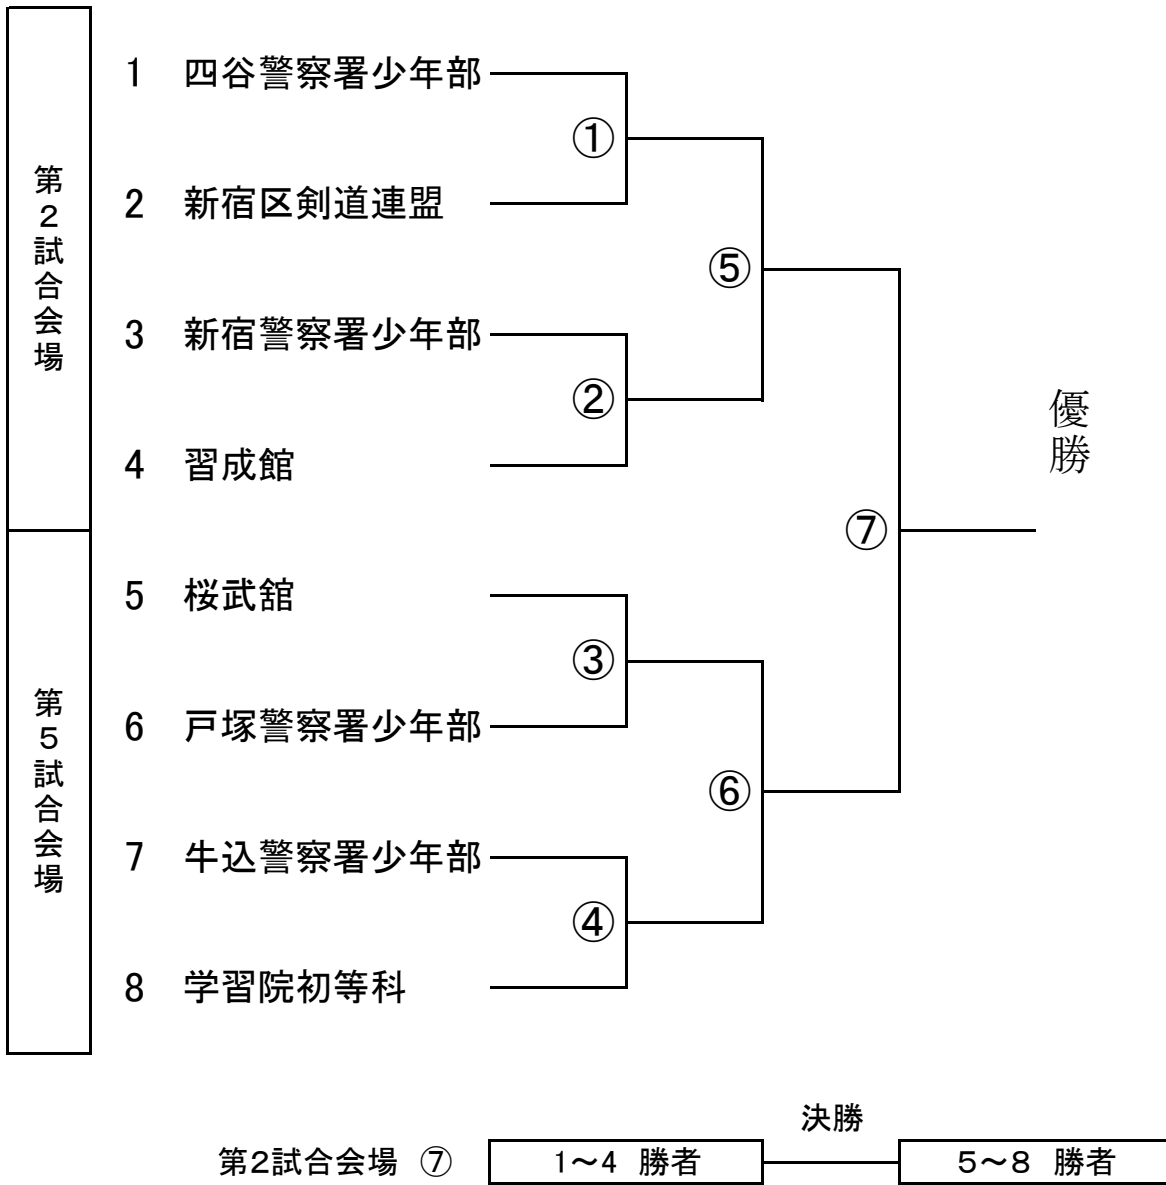 第2試合会場
1 四谷警察署少年部
①
2 新宿区剣道連盟
⑤
3 新宿警察署少年部
②
4 習成館
優勝
⑦
第5試合会場
5 桜武舘
③
6 戸塚警察署少年部
⑥
7 牛込警察署少年部
④
8 学習院初等科
決勝
第2試合会場 ⑦ 1～4 勝者 5～8 勝者